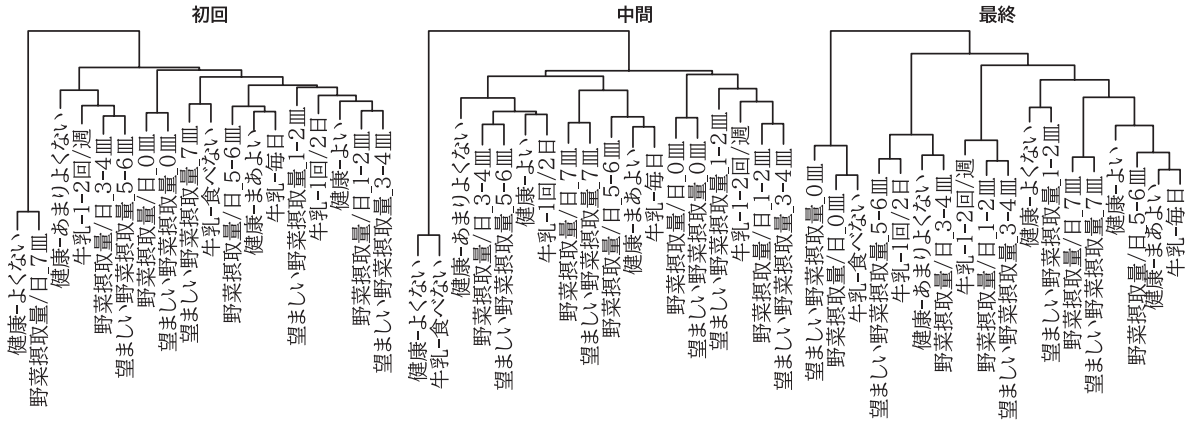 初回
健康-よくない
野菜摂取量/日 7皿
健康-あまりよくない
牛乳-1-2回/週
野菜摂取量/日 3-4皿
望ましい野菜摂取量_5-6皿
野菜摂取量/日 0皿
望ましい野菜摂取量_0皿
望ましい野菜摂取量_7皿
牛乳-食べない
野菜摂取量/日 5-6皿
健康-まあよい
牛乳-毎日
望ましい野菜摂取量_1-2皿
牛乳-1回/2日
健康-よい
野菜摂取量/日 1-2皿
望ましい野菜摂取量_3-4皿
中間
健康-よくない
牛乳-食べない
健康-あまりよくない
野菜摂取量/日 3-4皿
望ましい野菜摂取量_5-6皿
健康-よい
牛乳-1回/2日
野菜摂取量/日 7皿
望ましい野菜摂取量_7皿
野菜摂取量/日 5-6皿
健康-まあよい
牛乳-毎日
野菜摂取量/日 0皿
望ましい野菜摂取量_0皿
望ましい野菜摂取量_1-2皿
牛乳-1-2回/週
野菜摂取量/日 1-2皿
望ましい野菜摂取量_3-4皿
最終
望ましい野菜摂取量_0皿
野菜摂取量/日 0皿
牛乳-食べない
望ましい野菜摂取量_5-6皿
牛乳-1回/2日
健康-あまりよくない
野菜摂取量/日 3-4皿
牛乳-1-2回/週
野菜摂取量/日 1-2皿
望ましい野菜摂取量_3-4皿
健康-よくない
望ましい野菜摂取量_1-2皿
野菜摂取量/日 7皿
望ましい野菜摂取量_7皿
健康-よい
野菜摂取量/日 5-6皿
健康-まあよい
牛乳-毎日